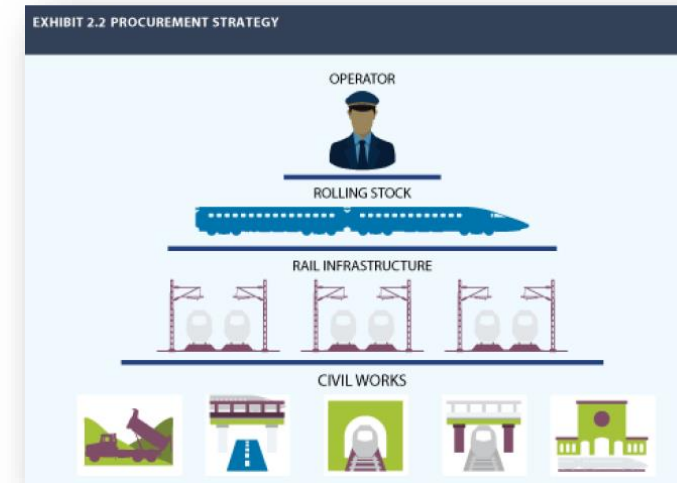 EXHIBIT 2.2 PROCUREMENT STRATEGY
OPERATOR
ROLLING STOCK
RAIL INFRASTRUCTURE
CIVIL WORKS